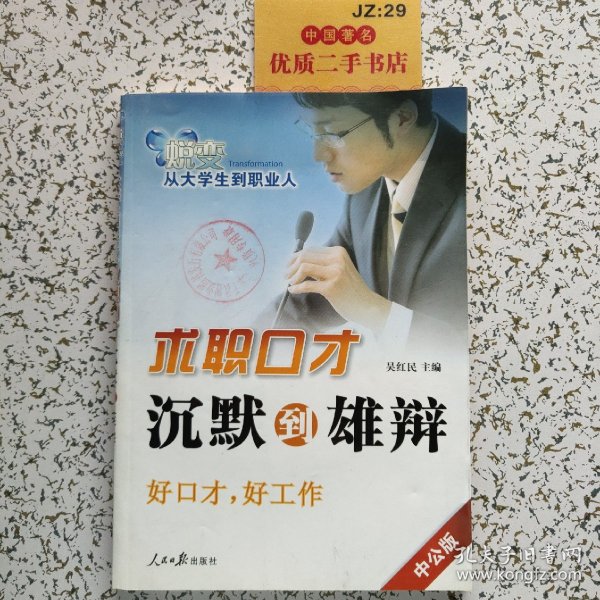 JZ:29
中国著名
优质二手书店
蜕变
Transformation
从大学生到职业人
求职口才
吴红民 主编
沉默到雄辩
好口才，好工作
人民日报出版社
中公版
孔夫子旧书网
www.kongfz.com